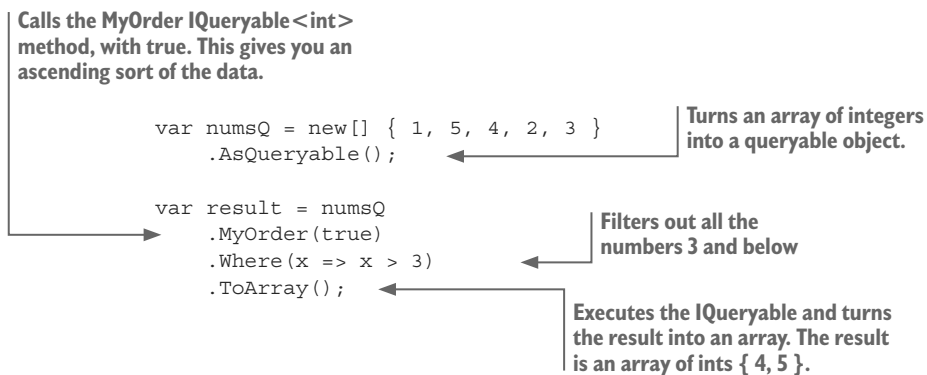 Calls the MyOrder IQueryable<int>
method, with true. This gives you an
ascending sort of the data.
var numsQ = new[] { 1, 5, 4, 2, 3 }
.AsQueryable();
Turns an array of integers
into a queryable object.
var result = numsQ
.MyOrder(true)
.Where(x => x > 3)
.ToArray();
Filters out all the
numbers 3 and below
Executes the IQueryable and turns
the result into an array. The result
is an array of ints { 4, 5 }.